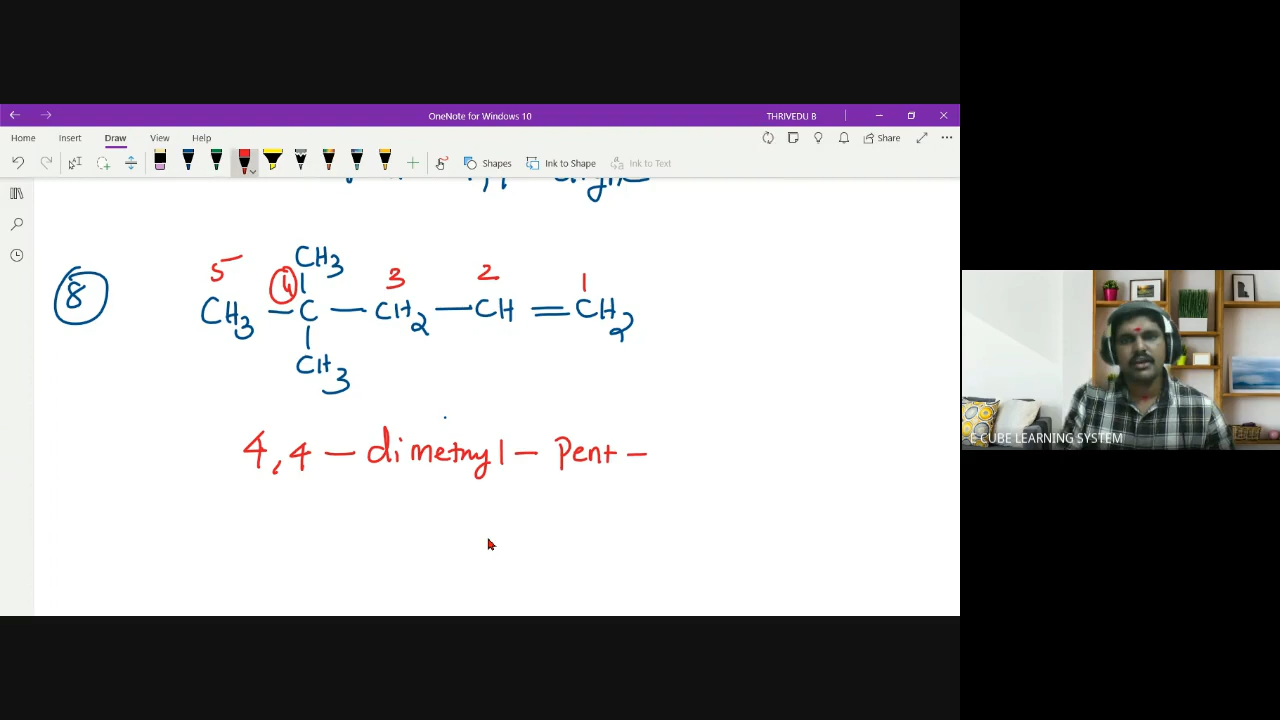 OneNote for Windows 10
THRIVEDU B
Home Insert Draw View Help
Share
Shapes Ink to Shape Ink to Text
8
5 4 CH3 3 2 1
CH3 - C - CH2 - CH = CH2
CH3
4,4 - dimethyl - Pent -
E CUBE LEARNING SYSTEM